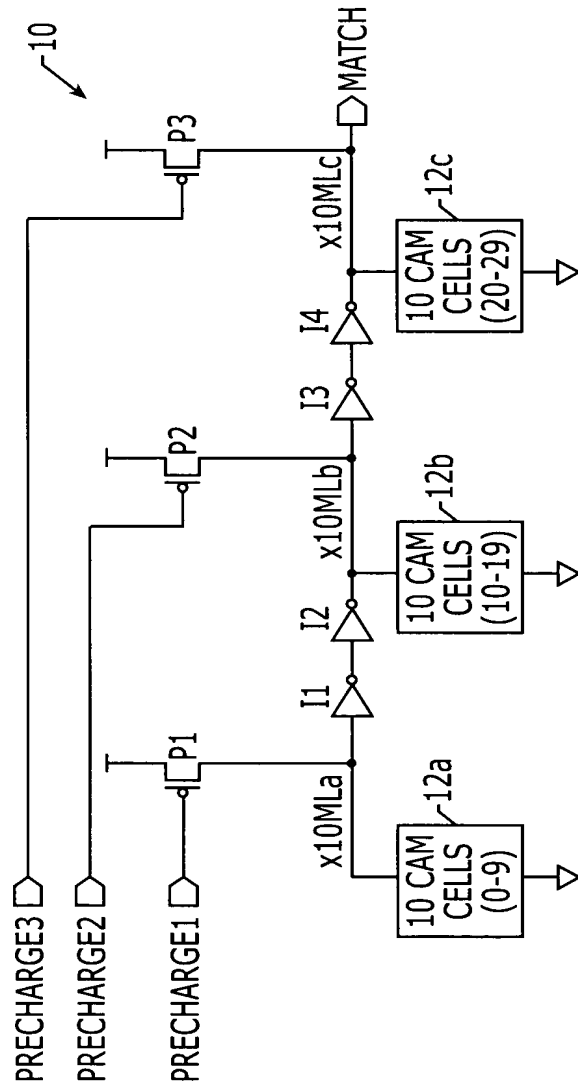 10
PRECHARGE3
PRECHARGE2
PRECHARGE1
P1
P2
P3
x10MLa
I1
I2
x10MLb
I3
I4
x10MLc
MATCH
12a
10 CAM
CELLS
(0-9)
12b
10 CAM
CELLS
(10-19)
12c
10 CAM
CELLS
(20-29)